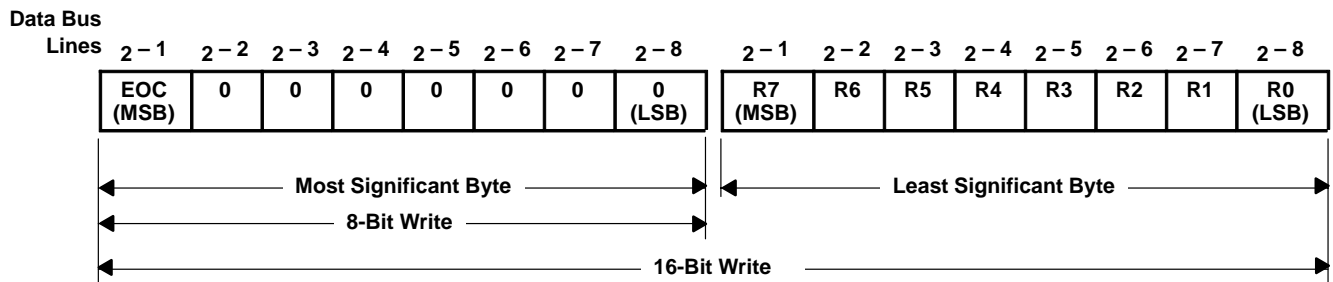 Data Bus
Lines 2 – 1 2 – 2 2 – 3 2 – 4 2 – 5 2 – 6 2 – 7 2 – 8 2 – 1 2 – 2 2 – 3 2 – 4 2 – 5 2 – 6 2 – 7 2 – 8
EOC 0 0 0 0 0 0 0 R7 R6 R5 R4 R3 R2 R1 R0
(MSB) (LSB) (MSB) (LSB)
Most Significant Byte Least Significant Byte
8-Bit Write
16-Bit Write